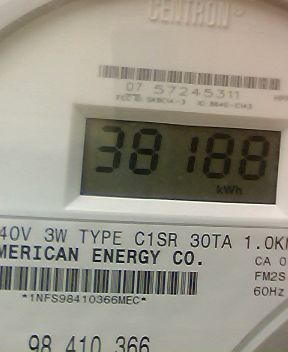 CENTRON®
07 57245311
38188
kWh
40V 3W TYPE C1SR 30TA 1.0K
MERICAN ENERGY CO.
CA 0
FM2S
60Hz
*1NFS98410366MEC*
98 410 366